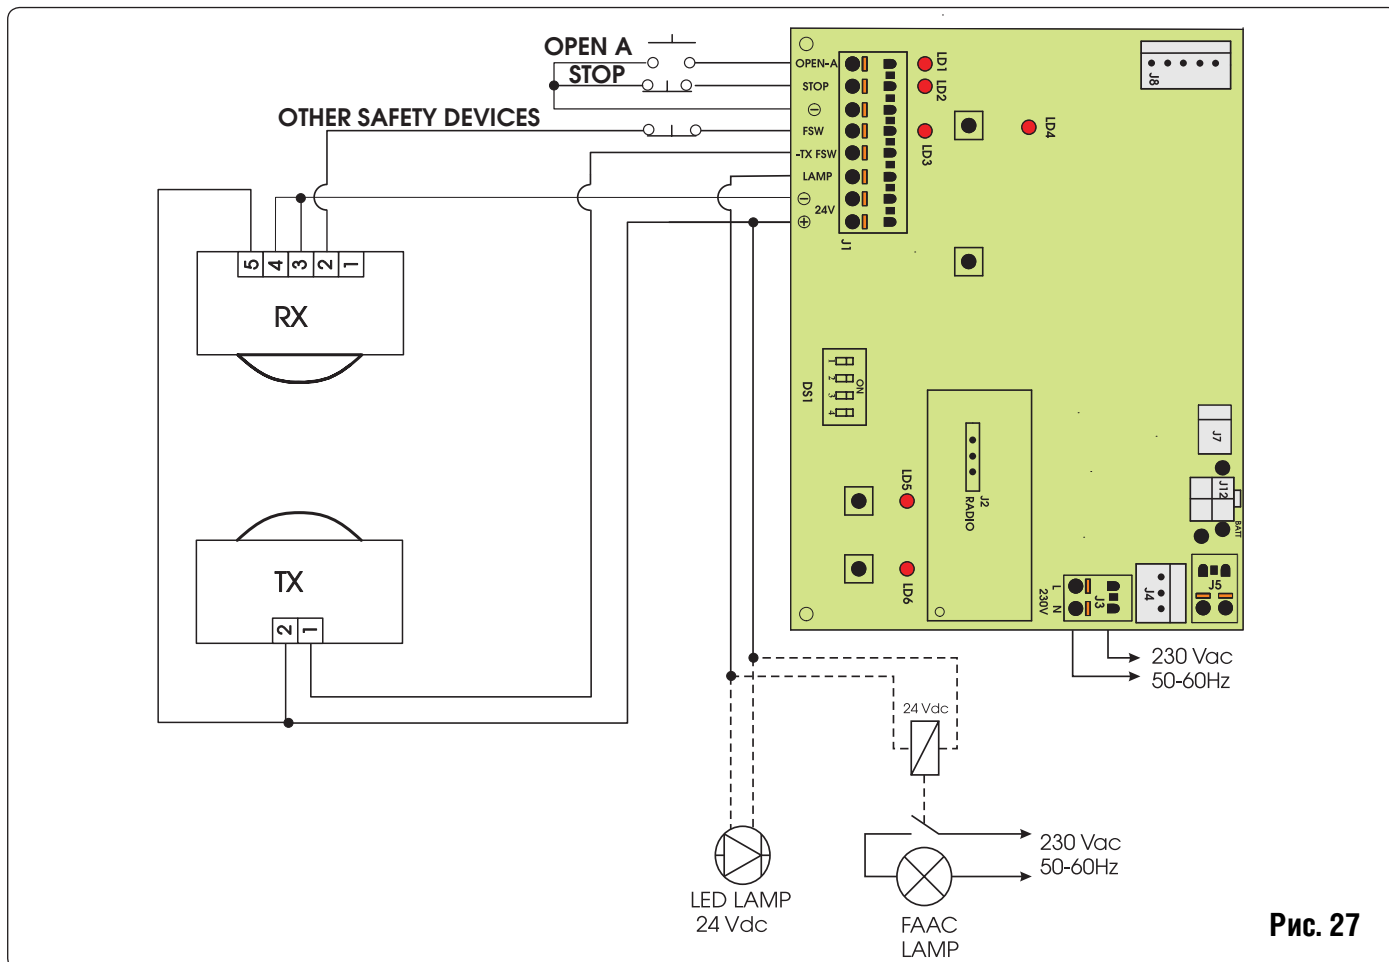 OPEN A
STOP
OTHER SAFETY DEVICES
OPEN-A
STOP
⊖
FSW
-TX FSW
LAMP
⊖
24V
⊕
J1
LD1
LD2
LD3
LD4
J8
5 4 3 2 1
RX
TX
2 1
DS1
1
2
3
4
ON
LD5
LD6
J2
RADIO
J7
J12
BATT
J5
J4
J3
L
N
230V
230 Vac
50-60Hz
24 Vdc
230 Vac
50-60Hz
LED LAMP
24 Vdc
FAAC
LAMP
Рис. 27